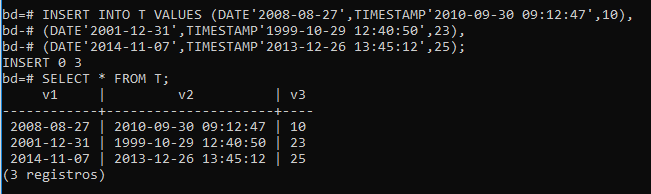 bd=# INSERT INTO T VALUES (DATE'2008-08-27',TIMESTAMP'2010-09-30 09:12:47',10),
bd=# (DATE'2001-12-31',TIMESTAMP'1999-10-29 12:40:50',23),
bd=# (DATE'2014-11-07',TIMESTAMP'2013-12-26 13:45:12',25);
INSERT 0 3
bd=# SELECT * FROM T;
     v1     |         v2          | v3
------------+---------------------+----
 2008-08-27 | 2010-09-30 09:12:47 | 10
 2001-12-31 | 1999-10-29 12:40:50 | 23
 2014-11-07 | 2013-12-26 13:45:12 | 25
(3 registros)